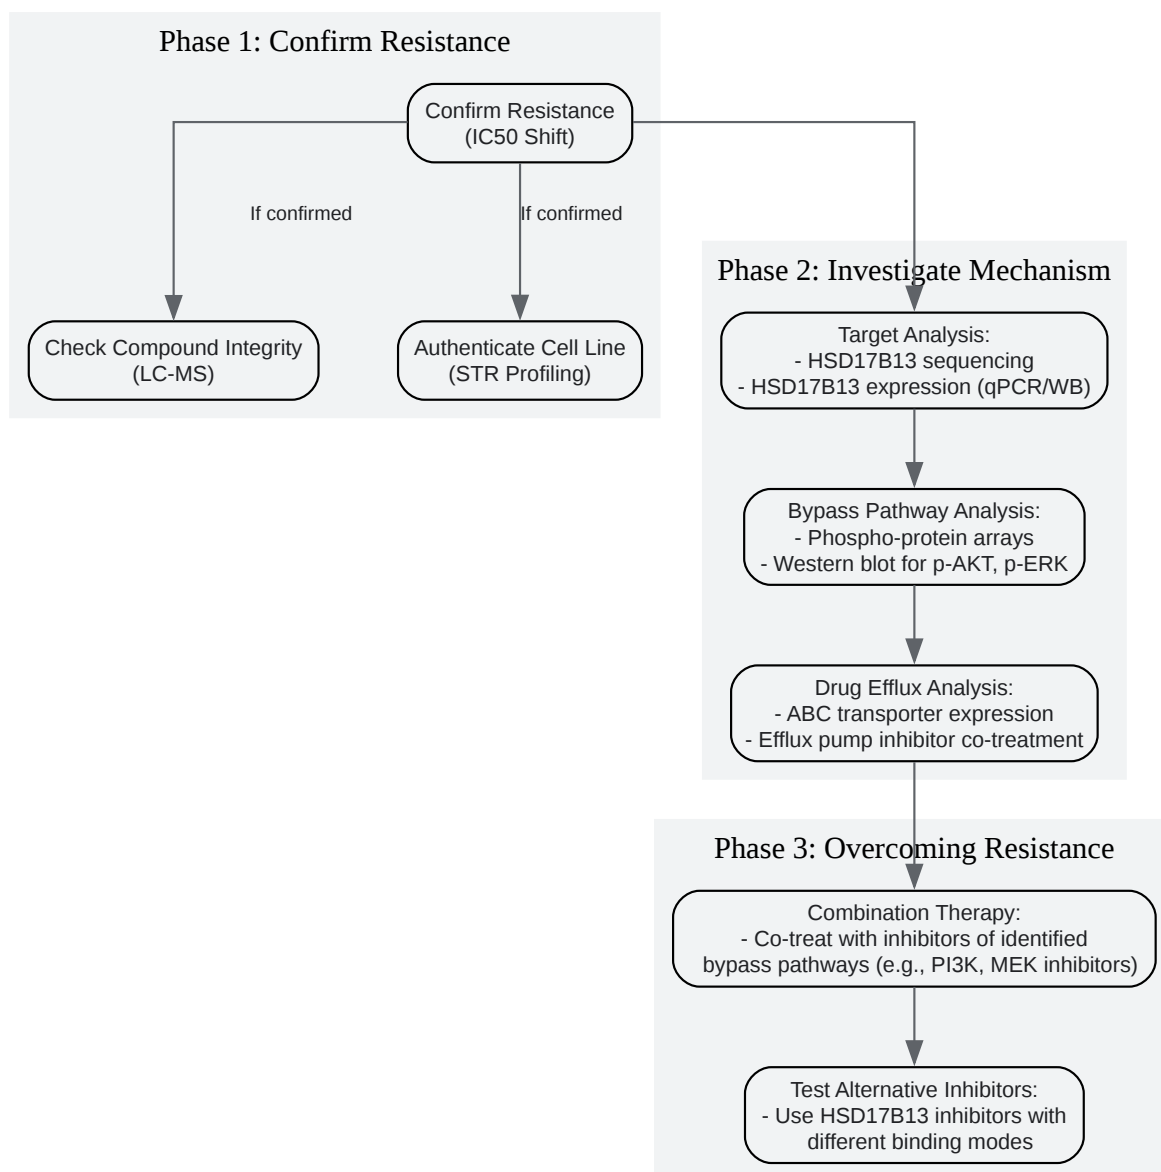 Phase 1: Confirm Resistance
Confirm Resistance
(IC50 Shift)
If confirmed
If confirmed
Check Compound Integrity
(LC-MS)
Authenticate Cell Line
(STR Profiling)
Phase 2: Investigate Mechanism
Target Analysis:
- HSD17B13 sequencing
- HSD17B13 expression (qPCR/WB)
Bypass Pathway Analysis:
- Phospho-protein arrays
- Western blot for p-AKT, p-ERK
Drug Efflux Analysis:
- ABC transporter expression
- Efflux pump inhibitor co-treatment
Phase 3: Overcoming Resistance
Combination Therapy:
- Co-treat with inhibitors of identified
bypass pathways (e.g., PI3K, MEK inhibitors)
Test Alternative Inhibitors:
- Use HSD17B13 inhibitors with
different binding modes